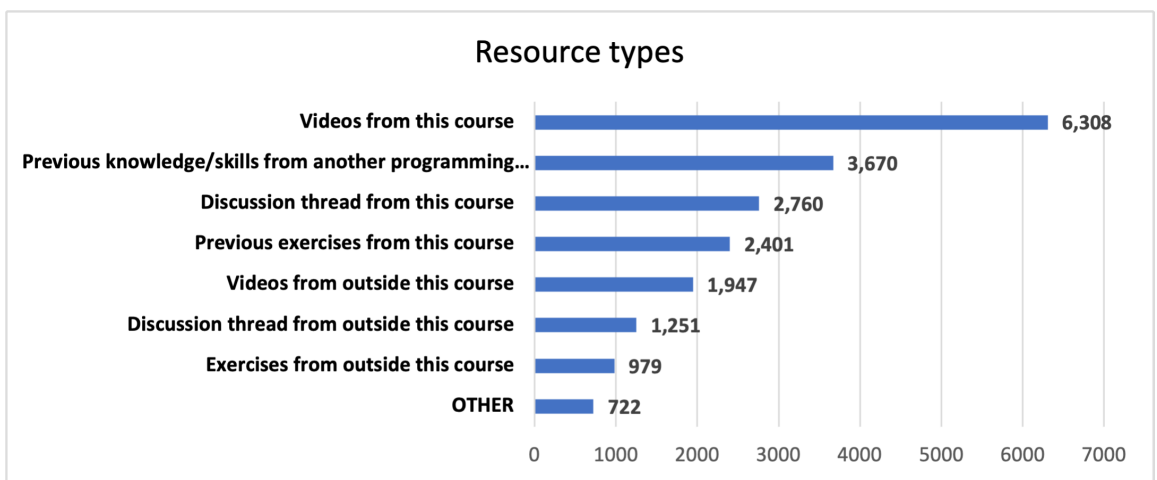 Resource types
Videos from this course 6,308
Previous knowledge/skills from another programming... 3,670
Discussion thread from this course 2,760
Previous exercises from this course 2,401
Videos from outside this course 1,947
Discussion thread from outside this course 1,251
Exercises from outside this course 979
OTHER 722
0 1000 2000 3000 4000 5000 6000 7000